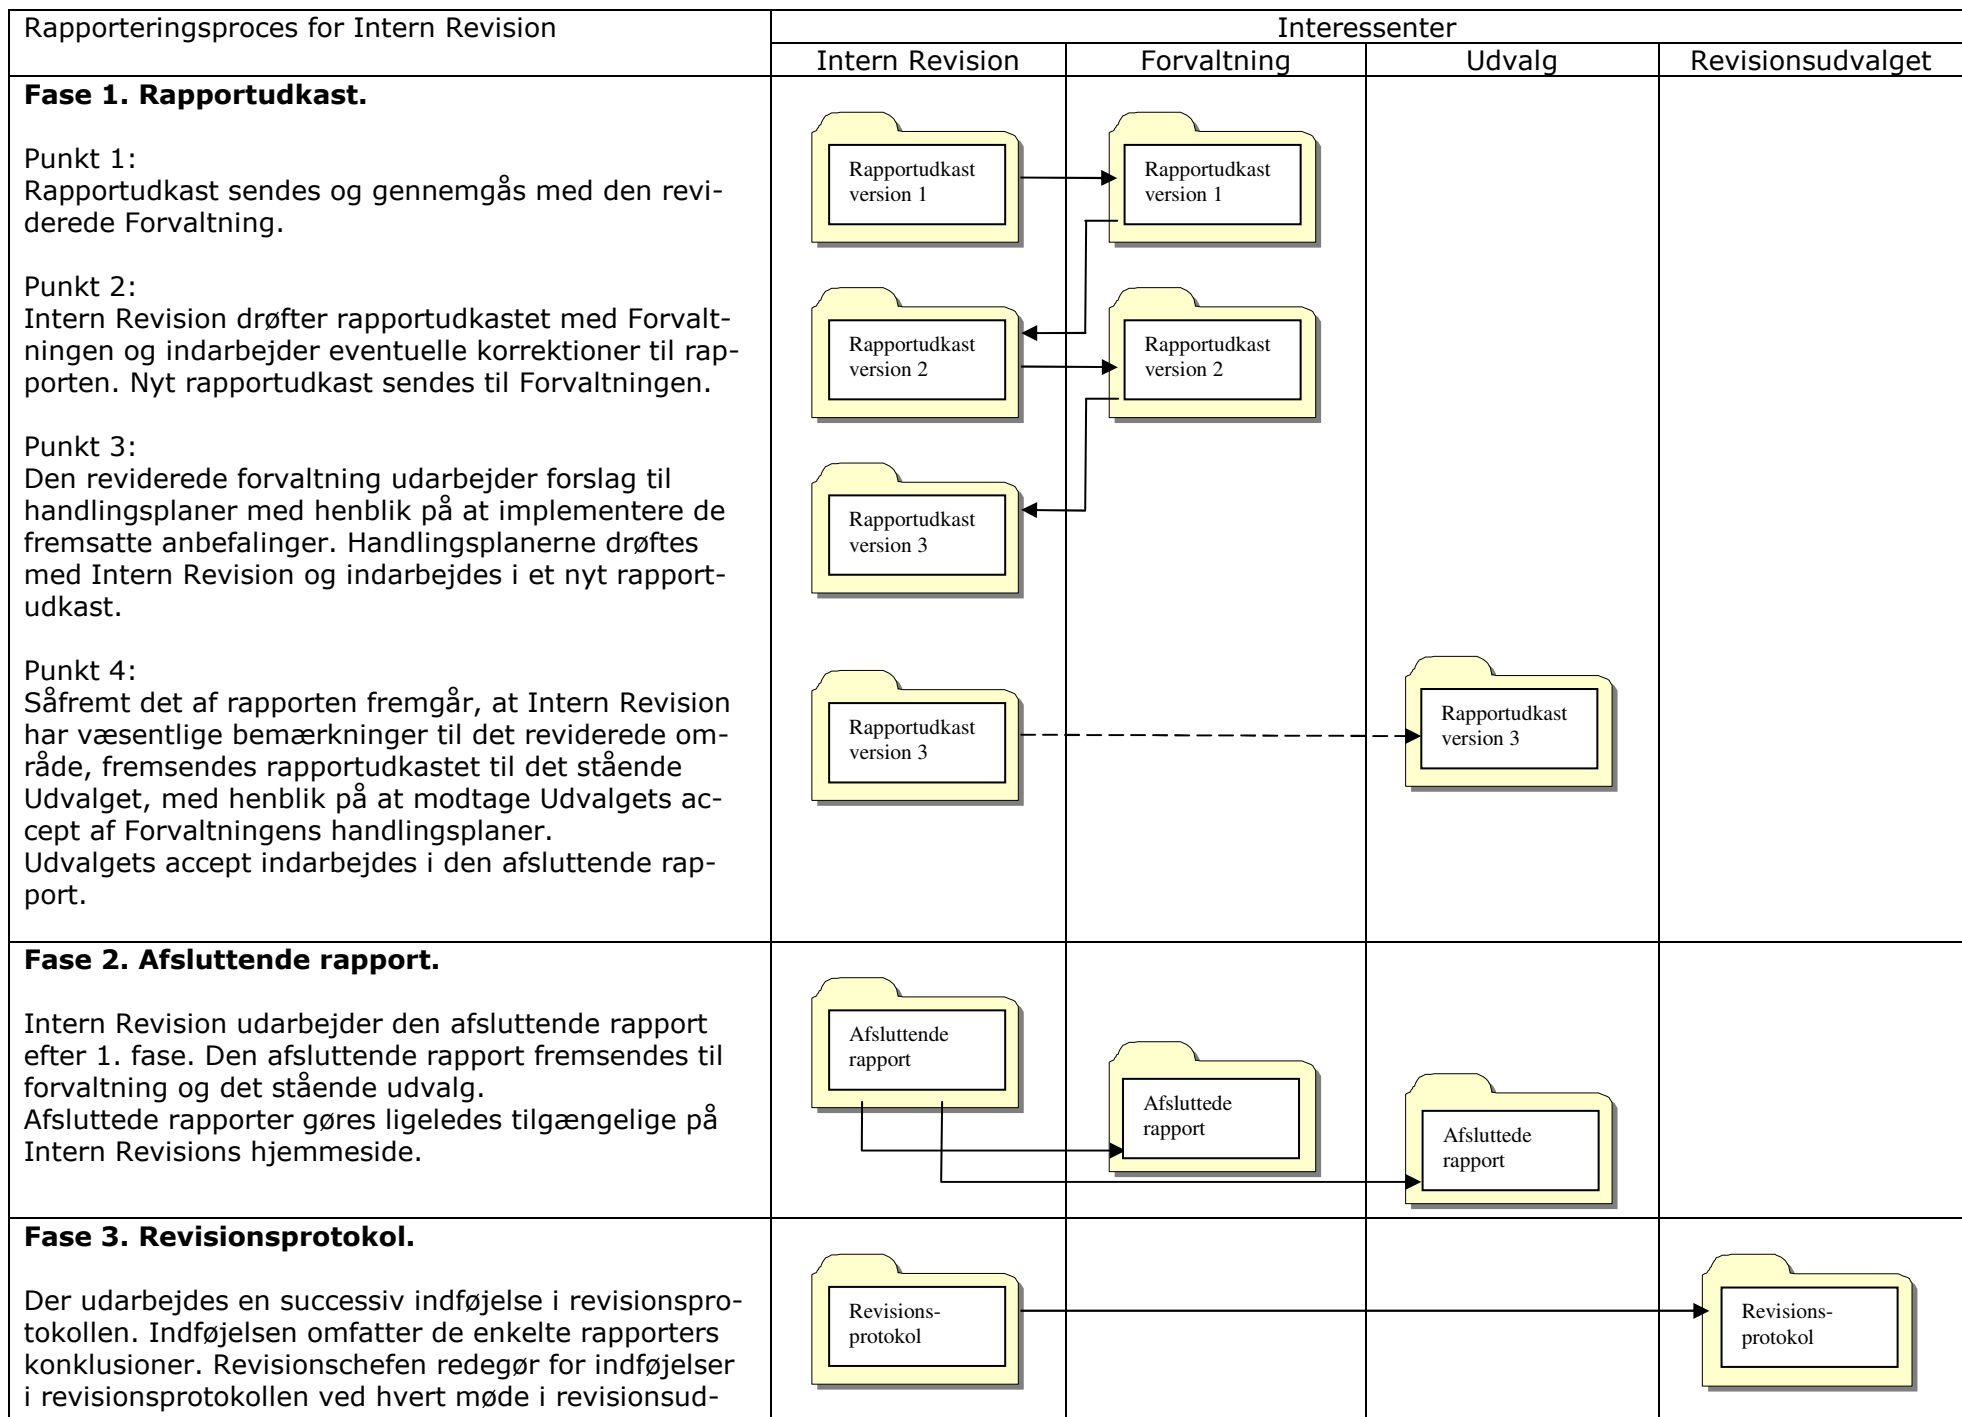 Rapporteringsproces for Intern Revision
Interessenter
Intern Revision
Forvaltning
Udvalg
Revisionsudvalget
Fase 1. Rapportudkast.
Punkt 1:
Rapportudkast sendes og gennemgås med den revi-
derede Forvaltning.
Punkt 2:
Intern Revision drøfter rapportudkastet med Forvalt-
ningen og indarbejder eventuelle korrektioner til rap-
porten. Nyt rapportudkast sendes til Forvaltningen.
Punkt 3:
Den reviderede forvaltning udarbejder forslag til
handlingsplaner med henblik på at implementere de
fremsatte anbefalinger. Handlingsplanerne drøftes
med Intern Revision og indarbejdes i et nyt rapport-
udkast.
Punkt 4:
Såfremt det af rapporten fremgår, at Intern Revision
har væsentlige bemærkninger til det reviderede om-
råde, fremsendes rapportudkastet til det stående
Udvalget, med henblik på at modtage Udvalgets ac-
cept af Forvaltningens handlingsplaner.
Udvalgets accept indarbejdes i den afsluttende rap-
port.
Rapportudkast
version 1
Rapportudkast
version 1
Rapportudkast
version 2
Rapportudkast
version 2
Rapportudkast
version 3
Rapportudkast
version 3
Rapportudkast
version 3
Fase 2. Afsluttende rapport.
Intern Revision udarbejder den afsluttende rapport
efter 1. fase. Den afsluttende rapport fremsendes til
forvaltning og det stående udvalg.
Afsluttede rapporter gøres ligeledes tilgængelige på
Intern Revisions hjemmeside.
Afsluttende
rapport
Afsluttede
rapport
Afsluttede
rapport
Fase 3. Revisionsprotokol.
Der udarbejdes en successiv indføjelse i revisionspro-
tokollen. Indføjelsen omfatter de enkelte rapporters
konklusioner. Revisionschefen redegør for indføjelser
i revisionsprotokollen ved hvert møde i revisionsud-
Revisions-
protokol
Revisions-
protokol